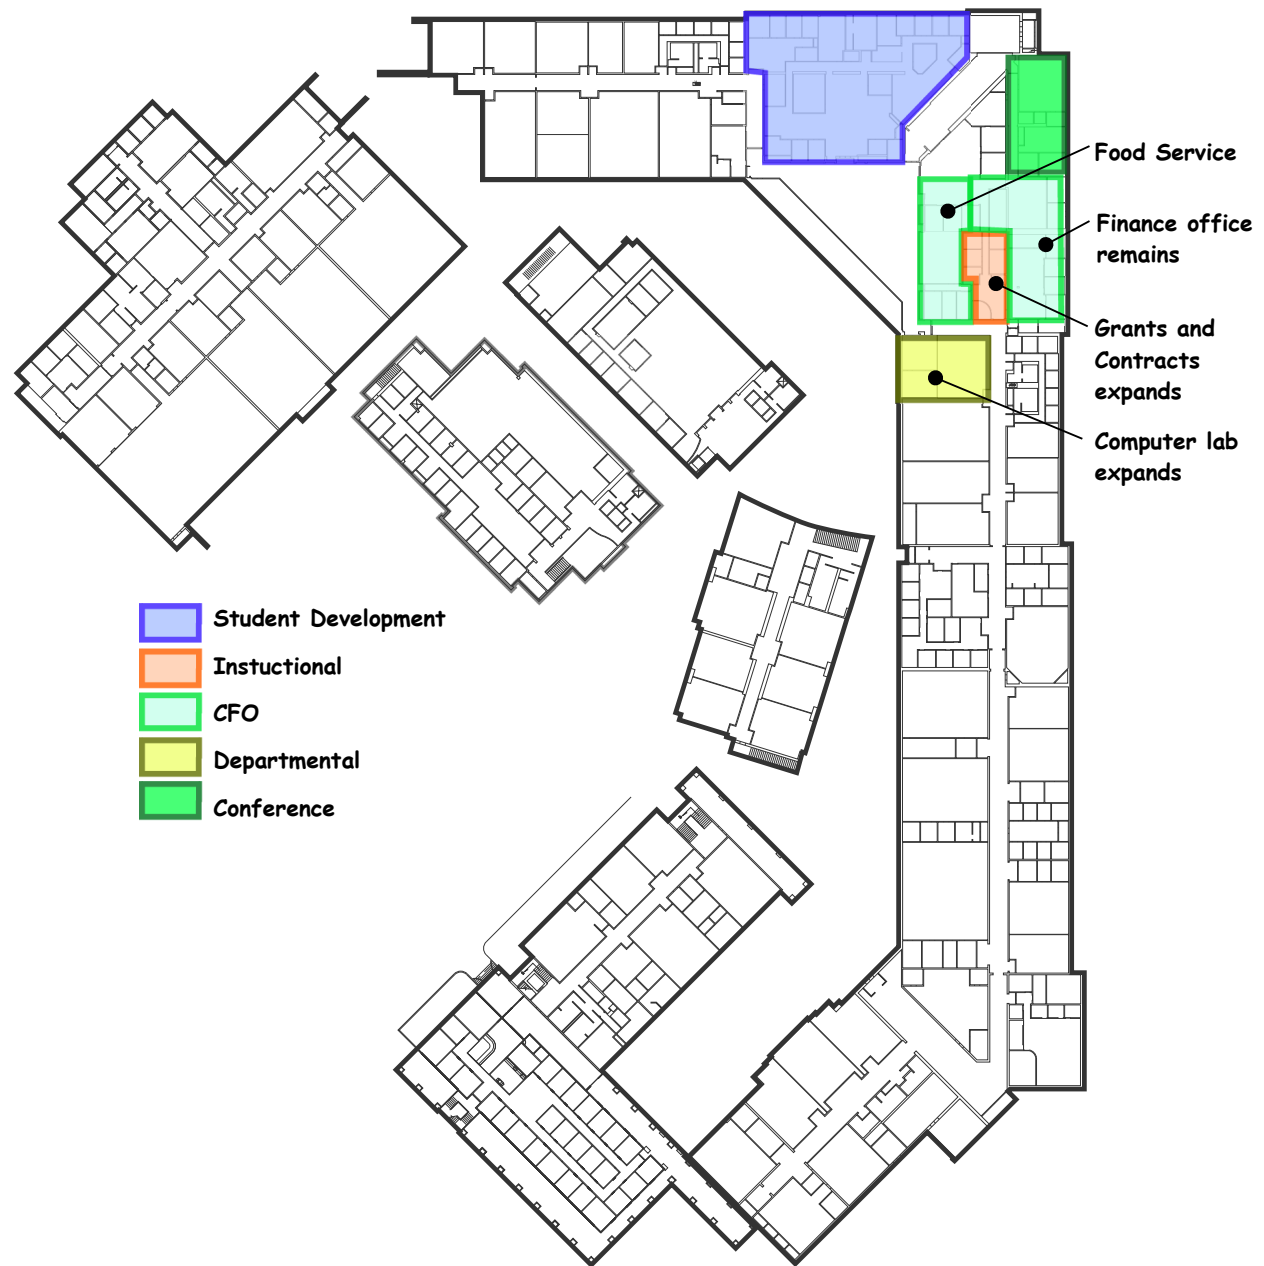 Food Service
Finance office
remains
Grants and
Contracts
expands
Computer lab
expands
Student Development
Instuctional
CFO
Departmental
Conference